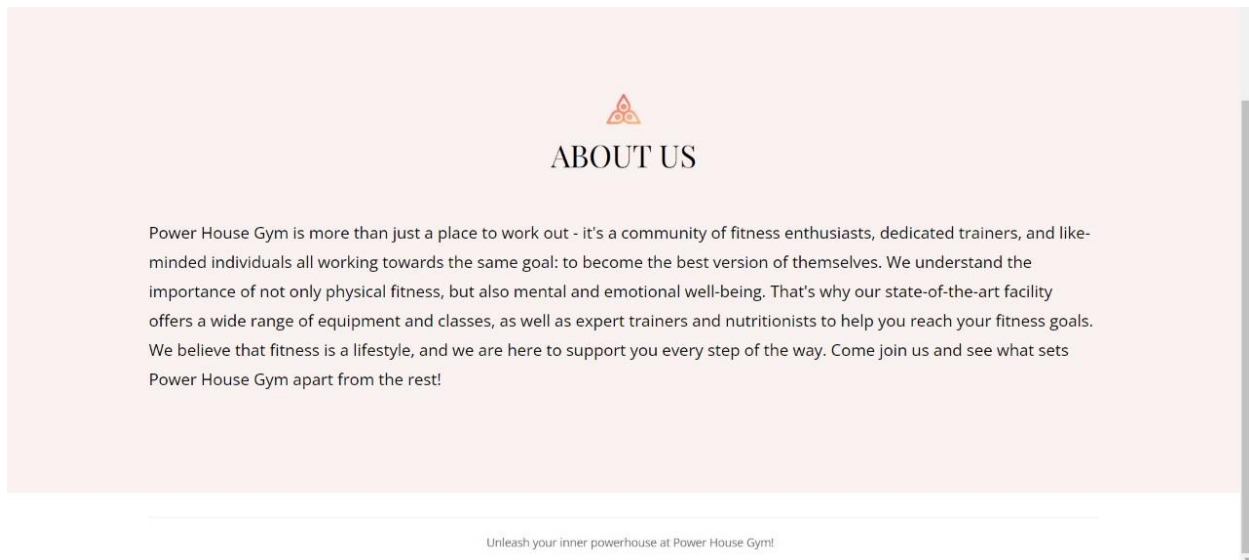 ABOUT US
Power House Gym is more than just a place to work out - it's a community of fitness enthusiasts, dedicated trainers, and like-
minded individuals all working towards the same goal: to become the best version of themselves. We understand the
importance of not only physical fitness, but also mental and emotional well-being. That's why our state-of-the-art facility
offers a wide range of equipment and classes, as well as expert trainers and nutritionists to help you reach your fitness goals.
We believe that fitness is a lifestyle, and we are here to support you every step of the way. Come join us and see what sets
Power House Gym apart from the rest!
Unleash your inner powerhouse at Power House Gym!